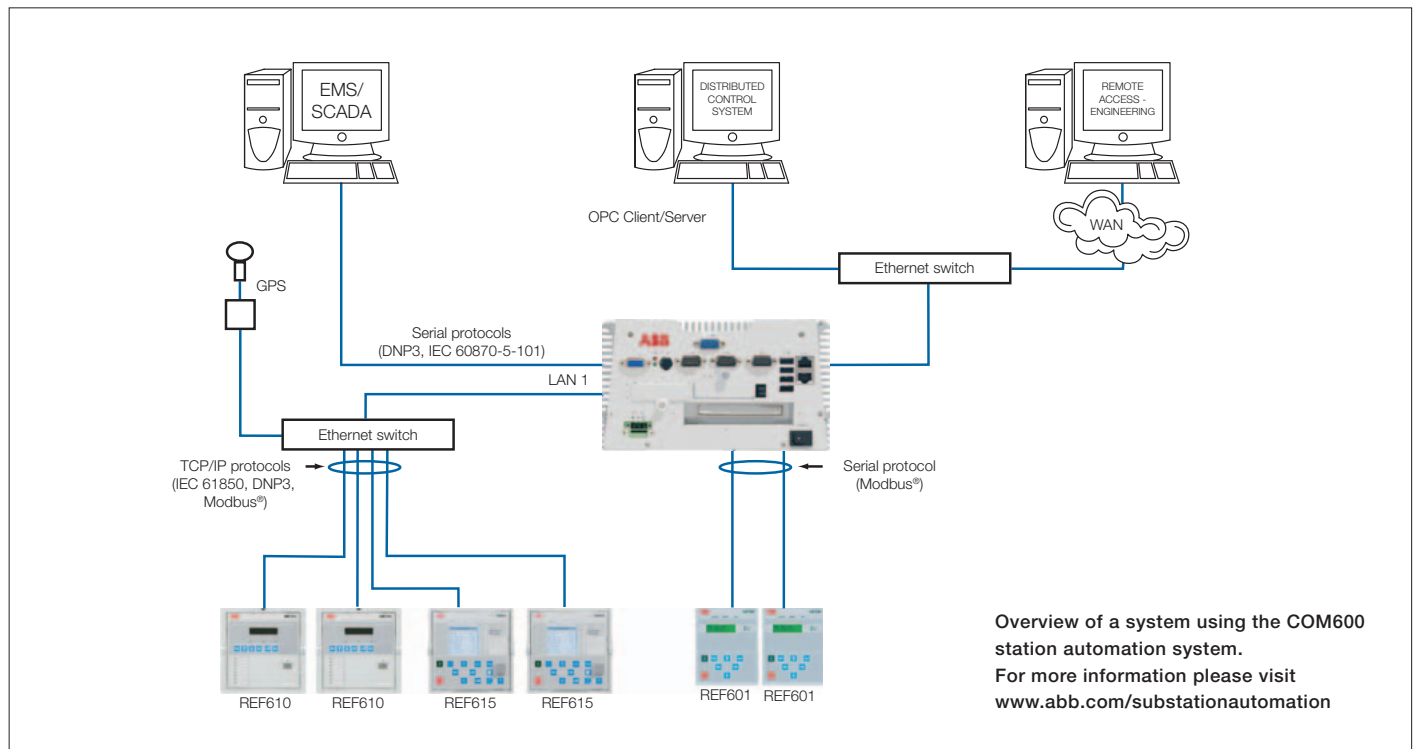 EMS/
SCADA
DISTRIBUTED
CONTROL
SYSTEM
REMOTE
ACCESS -
ENGINEERING
OPC Client/Server
WAN
Ethernet switch
GPS
Serial protocols
(DNP3, IEC 60870-5-101)
ABB
LAN 1
Ethernet switch
TCP/IP protocols
(IEC 61850, DNP3,
Modbus®)
Serial protocol
(Modbus®)
REF610
REF610
REF615
REF615
REF601
REF601
Overview of a system using the COM600
station automation system.
For more information please visit
www.abb.com/substationautomation